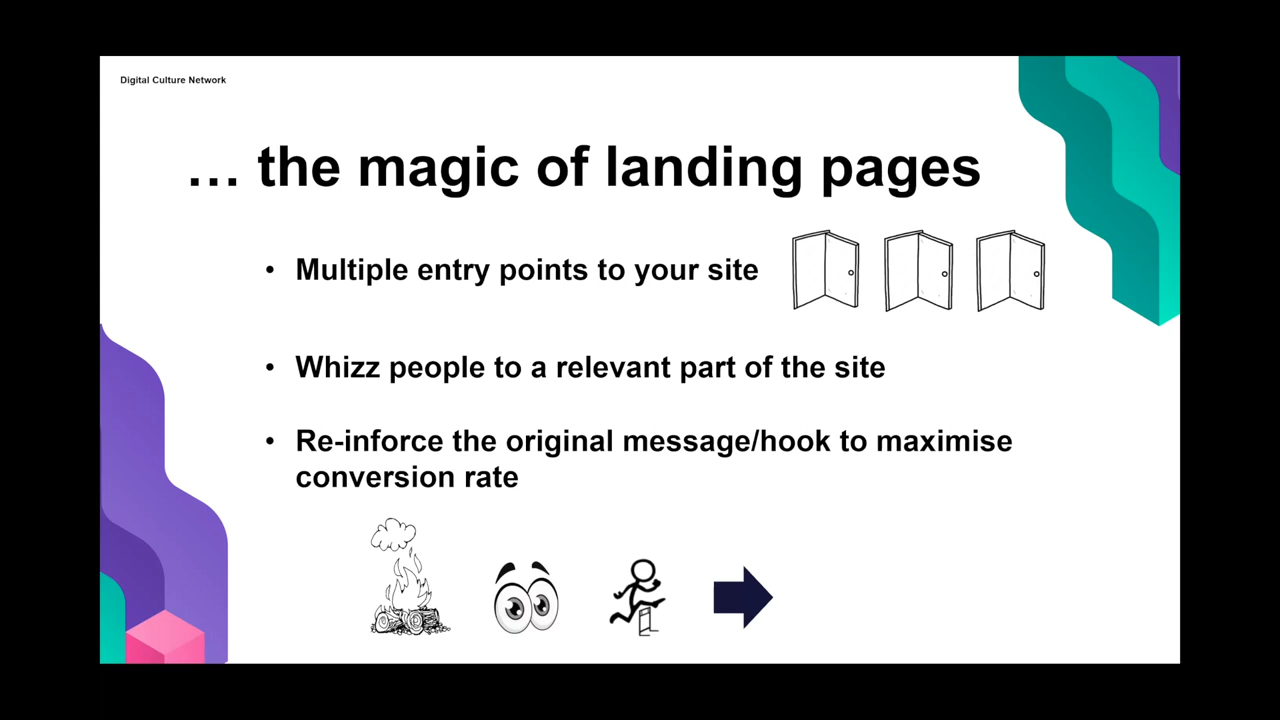 Digital Culture Network
… the magic of landing pages
• Multiple entry points to your site
• Whizz people to a relevant part of the site
• Re-inforce the original message/hook to maximise
conversion rate